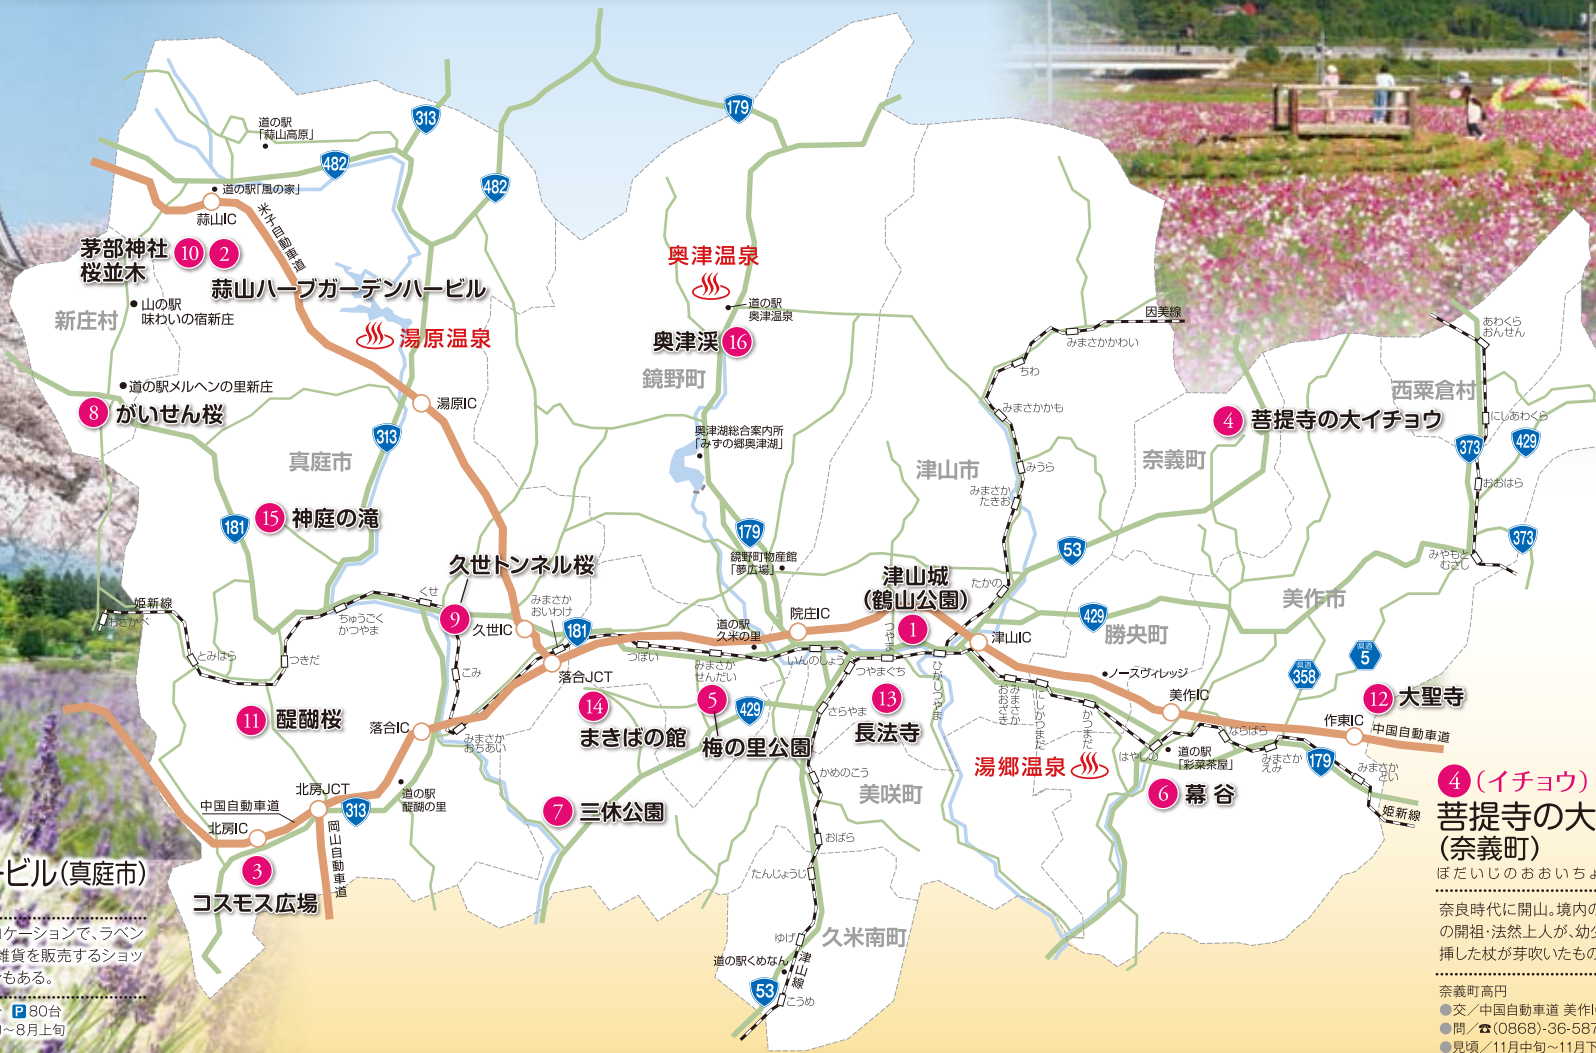 179
313
道の駅
「蒜山高原」
482
482
道の駅「風の家」
蒜山IC
米子自動車道
茅部神社
桜並木
10
2
蒜山ハーブガーデンハービル
山の駅
味わいの宿新庄
新庄村
湯原温泉
奥津温泉
道の駅
奥津温泉
奥津渓
16
鏡野町
因美線
みまさかかわい
ちわ
みまさかかも
あわくら
おんせん
西粟倉村
にしあわくら
373
429
おおはら
373
みやもと
むさし
道の駅メルヘンの里新庄
8
がいせん桜
湯原IC
313
真庭市
奥津湖総合案内所
「みずの郷奥津湖」
津山市
みうら
みまさか
たきお
4
菩提寺の大イチョウ
奈義町
181
15
神庭の滝
久世トンネル桜
179
鏡野町物産館
「夢広場」
津山城
(鶴山公園)
たかの
53
429
勝央町
美作市
姫新線
おさかべ
とみはら
つきだ
ちゅうごく
かつやま
くせ
9
久世IC
みまさか
おいわけ
181
こみ
落合JCT
つぼい
みまさか
せんだい
道の駅
久米の里
院庄IC
いんのしょう
つやま
1
津山IC
つやまぐち
ひがしつやま
みまさか
おおさき
にしかつまだ
かつまだ
ノースヴィレッジ
美作IC
県道
358
県道
5
12
大聖寺
作東IC
中国自動車道
11
醍醐桜
落合IC
みまさか
おちあい
14
まきばの館
5
429
梅の里公園
さらやま
13
長法寺
湯郷温泉
はやしの
道の駅
「彩菜茶屋」
ならはら
みまさか
えみ
179
みまさか
どい
姫新線
6
幕谷
北房JCT
313
道の駅
醍醐の里
中国自動車道
北房IC
岡山自動車道
3
コスモス広場
7
三休公園
かめのこう
美咲町
おばら
たんじょうじ
ゆげ
久米南町
道の駅くめなん
津山線
53
こうめ
ービル(真庭市)
ロケーションで、ラベン
雑貨を販売するショッ
もある。
P80台
~8月上旬
4(イチョウ)
菩提寺の大
(奈義町)
ぼだいじのおおいちょ
奈良時代に開山。境内の
の開祖・法然上人が、幼少
挿した杖が芽吹いたもの
奈義町高円
●交/中国自動車道 美作I
●問/☎(0868)-36-587
●見頃/11月中旬~11月下